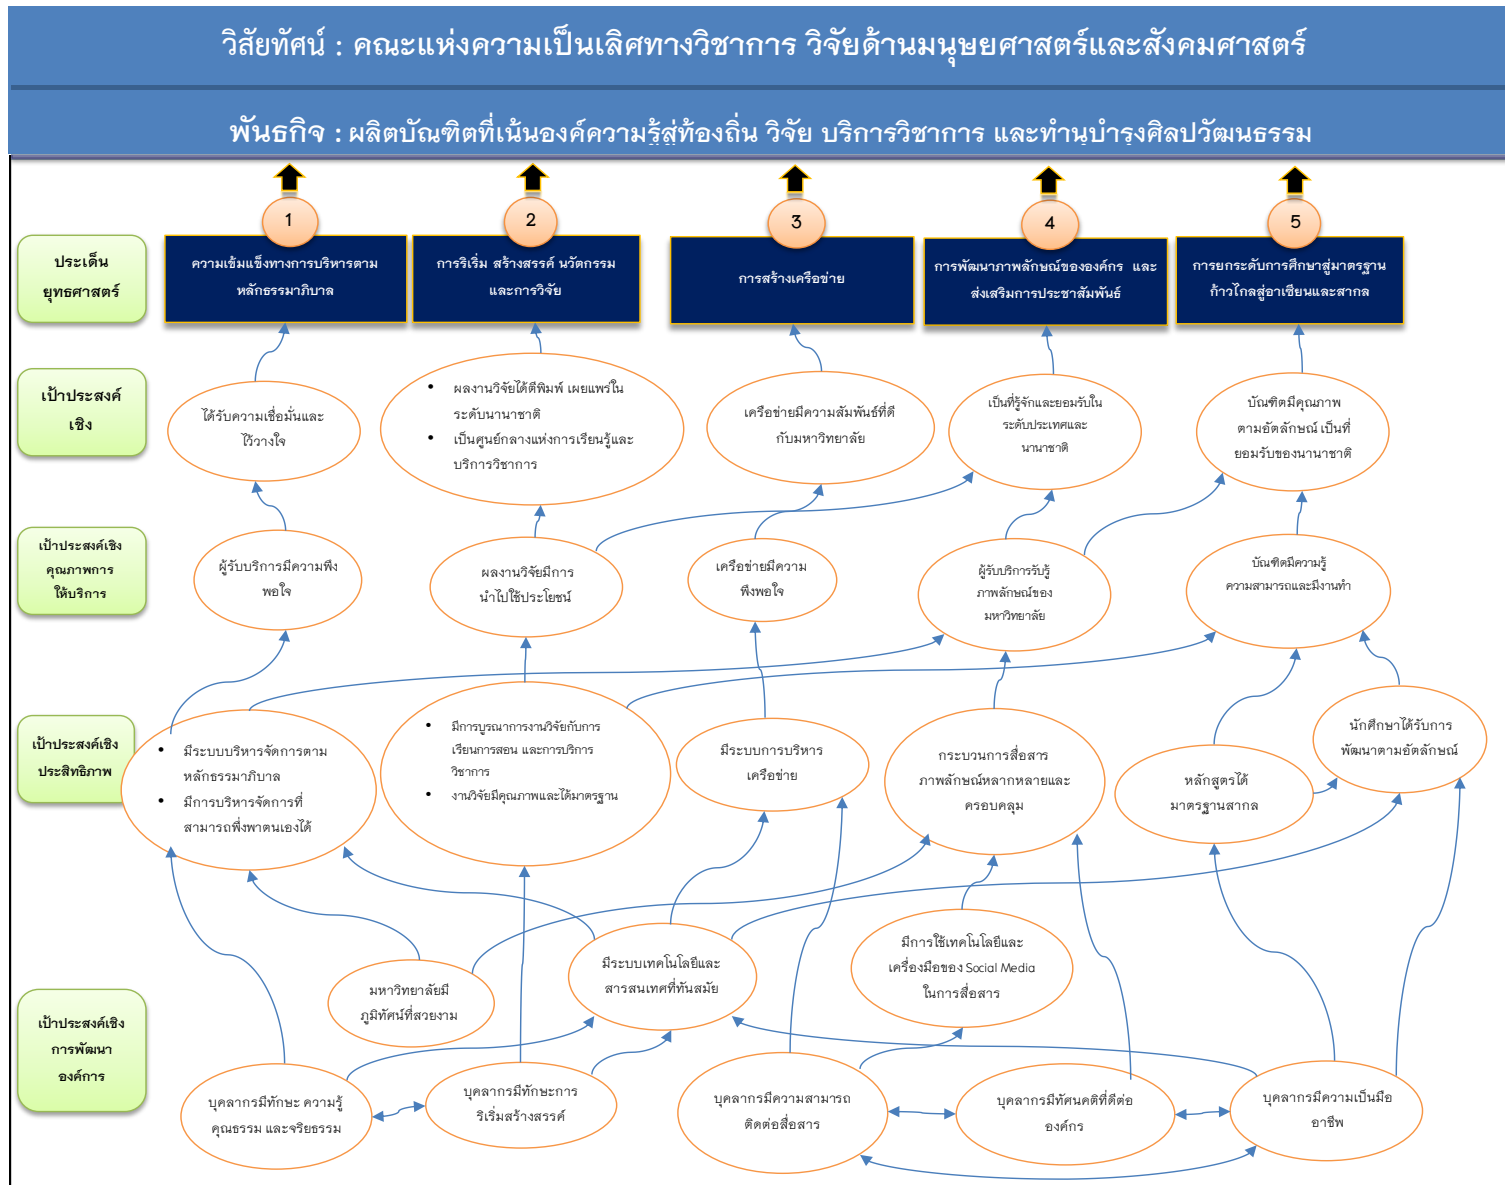 วิสัยทัศน์ : คณะแห่งความเป็นเลิศทางวิชาการ วิจัยด้านมนุษยศาสตร์และสังคมศาสตร์
พันธกิจ : ผลิตบัณฑิตที่เน้นองค์ความรู้สู่ท้องถิ่น วิจัย บริการวิชาการ และทำนุบำรุงศิลปวัฒนธรรม
1
2
3
4
5
ประเด็น
ยุทธศาสตร์
ความเข้มแข็งทางการบริหารตาม
หลักธรรมาภิบาล
การริเริ่ม สร้างสรรค์ นวัตกรรม
และการวิจัย
การสร้างเครือข่าย
การพัฒนาภาพลักษณ์ขององค์กร และ
ส่งเสริมการประชาสัมพันธ์
การยกระดับการศึกษาสู่มาตรฐาน
ก้าวไกลสู่อาเซียนและสากล
เป้าประสงค์
เชิง
ได้รับความเชื่อมั่นและ
ไว้วางใจ
• ผลงานวิจัยได้ตีพิมพ์ เผยแพร่ใน
ระดับนานาชาติ
• เป็นศูนย์กลางแห่งการเรียนรู้และ
บริการวิชาการ
เครือข่ายมีความสัมพันธ์ที่ดี
กับมหาวิทยาลัย
เป็นที่รู้จักและยอมรับใน
ระดับประเทศและ
นานาชาติ
บัณฑิตมีคุณภาพ
ตามอัตลักษณ์ เป็นที่
ยอมรับของนานาชาติ
เป้าประสงค์เชิง
คุณภาพการ
ให้บริการ
ผู้รับบริการมีความพึง
พอใจ
ผลงานวิจัยมีการ
นำไปใช้ประโยชน์
เครือข่ายมีความ
พึงพอใจ
ผู้รับบริการรับรู้
ภาพลักษณ์ของ
มหาวิทยาลัย
บัณฑิตมีความรู้
ความสามารถและมีงานทำ
เป้าประสงค์เชิง
ประสิทธิภาพ
• มีระบบบริหารจัดการตาม
หลักธรรมาภิบาล
• มีการบริหารจัดการที่
สามารถพึ่งพาตนเองได้
• มีการบูรณาการงานวิจัยกับการ
เรียนการสอน และการบริการ
วิชาการ
• งานวิจัยมีคุณภาพและได้มาตรฐาน
มีระบบการบริหาร
เครือข่าย
กระบวนการสื่อสาร
ภาพลักษณ์หลากหลายและ
ครอบคลุม
หลักสูตรได้
มาตรฐานสากล
นักศึกษาได้รับการ
พัฒนาตามอัตลักษณ์
เป้าประสงค์เชิง
การพัฒนา
องค์การ
มหาวิทยาลัยมี
ภูมิทัศน์ที่สวยงาม
มีระบบเทคโนโลยีและ
สารสนเทศที่ทันสมัย
มีการใช้เทคโนโลยีและ
เครื่องมือของ Social Media
ในการสื่อสาร
บุคลากรมีทักษะ ความรู้
คุณธรรม และจริยธรรม
บุคลากรมีทักษะการ
ริเริ่มสร้างสรรค์
บุคลากรมีความสามารถ
ติดต่อสื่อสาร
บุคลากรมีทัศนคติที่ดีต่อ
องค์กร
บุคลากรมีความเป็นมือ
อาชีพ